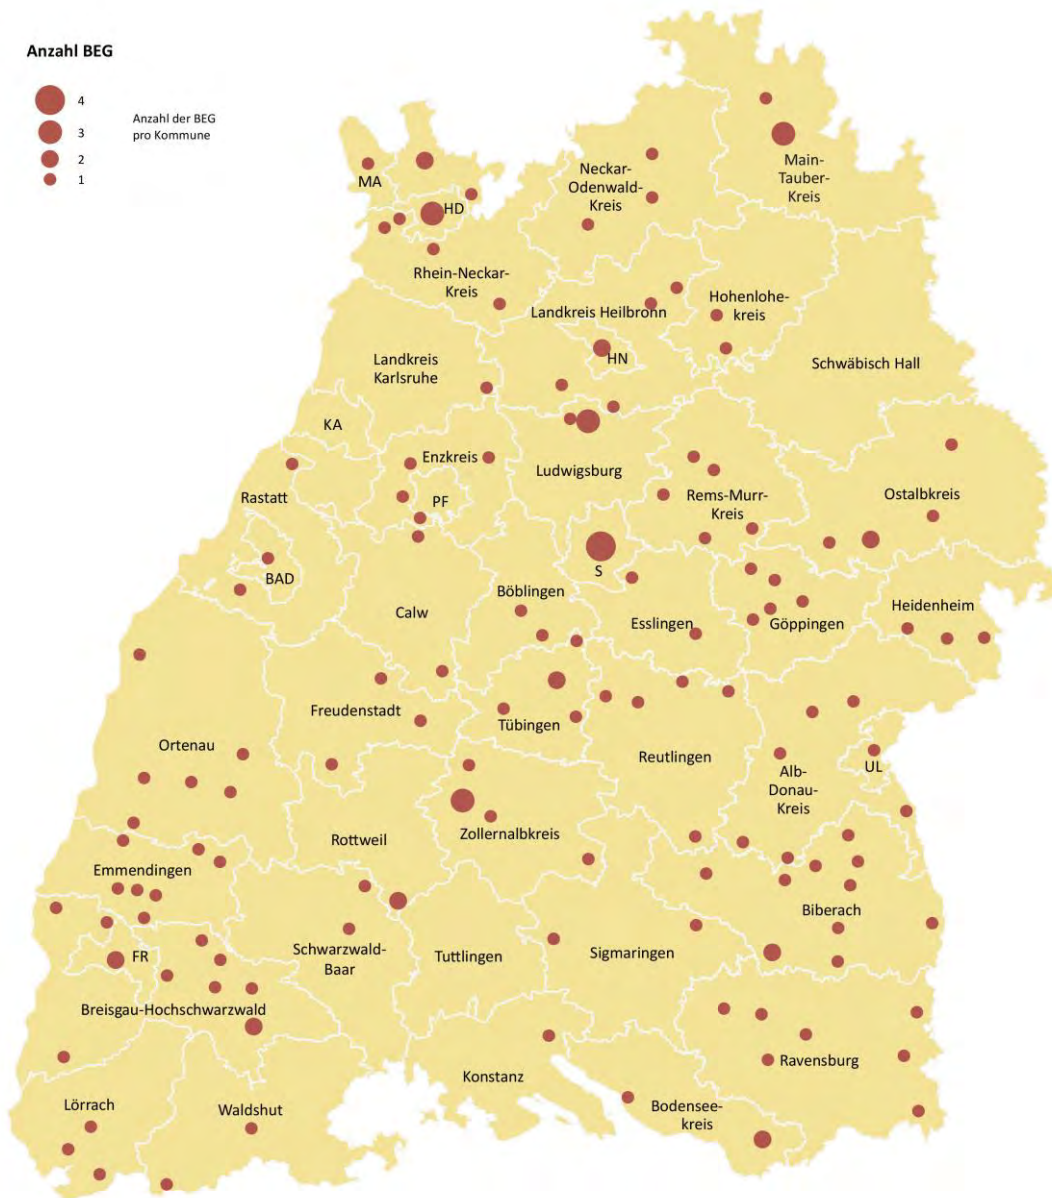 Anzahl BEG
4
3
2
1
Anzahl der BEG
pro Kommune
MA
HD
Main-
Tauber-
Kreis
Neckar-
Odenwald-
Kreis
Rhein-Neckar-
Kreis
Landkreis Heilbronn
Hohenlohe-
kreis
HN
Landkreis
Karlsruhe
Schwäbisch Hall
KA
Enzkreis
Ludwigsburg
Rastatt
PF
Rems-Murr-
Kreis
Ostalbkreis
S
BAD
Böblingen
Calw
Esslingen
Göppingen
Heidenheim
Freudenstadt
Tübingen
Ortenau
Reutlingen
UL
Alb-
Donau-
Kreis
Rottweil
Zollernalbkreis
Emmendingen
Biberach
FR
Schwarzwald-
Baar
Tuttlingen
Sigmaringen
Breisgau-Hochschwarzwald
Ravensburg
Konstanz
Lörrach
Waldshut
Bodensee-
kreis